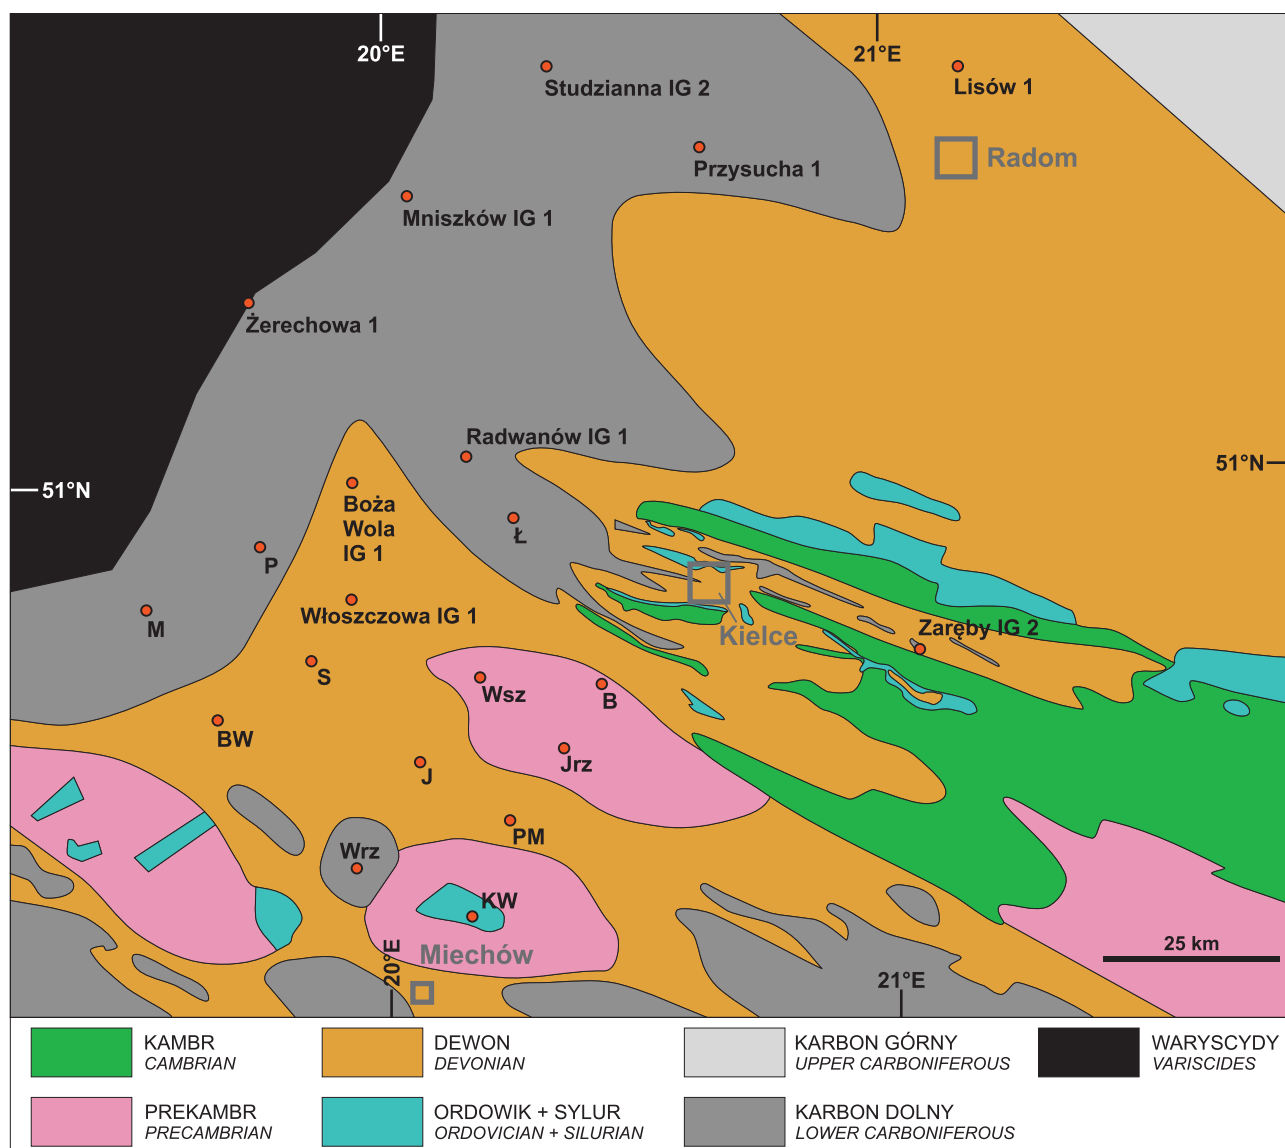 20°E
21°E
Studzianna IG 2
Lisów 1
Przysucha 1
Radom
Mniszków IG 1
Żerechowa 1
Radwanów IG 1
51°N
51°N
Boża
Wola
IG 1
Ł
P
M
Włoszczowa IG 1
Kielce
Zaręby IG 2
S
Wsz
B
BW
J
Jrz
PM
Wrz
KW
Miechów
20°E
21°E
25 km
KAMBR
CAMBRIAN
DEWON
DEVONIAN
KARBON GÓRNY
UPPER CARBONIFEROUS
WARYSCYDY
VARISCIDES
PREKAMBR
PRECAMBRIAN
ORDOWIK + SYLUR
ORDOVICIAN + SILURIAN
KARBON DOLNY
LOWER CARBONIFEROUS